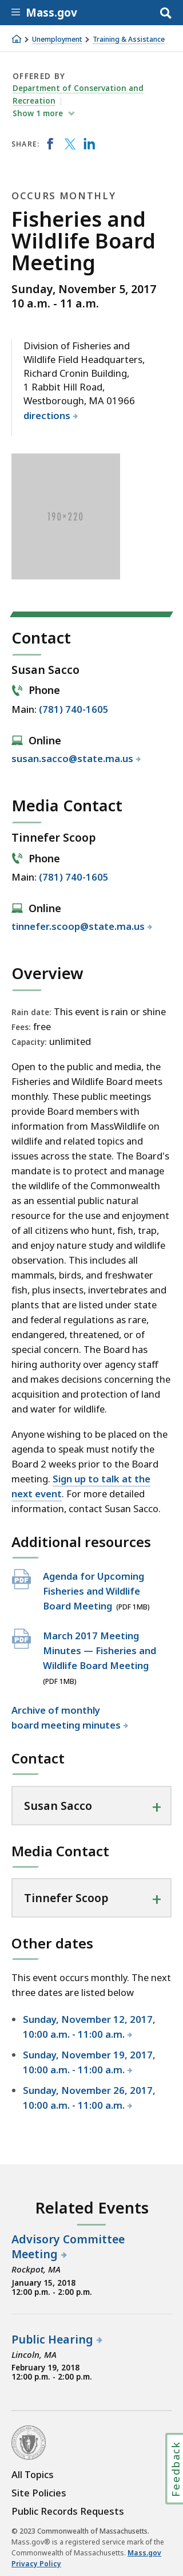 Mass.gov
Unemployment > Training & Assistance
OFFERED BY
Department of Conservation and
Recreation
Show 1 more
SHARE:
OCCURS MONTHLY
Fisheries and
Wildlife Board
Meeting
Sunday, November 5, 2017
10 a.m. - 11 a.m.
Division of Fisheries and
Wildlife Field Headquarters,
Richard Cronin Building,
1 Rabbit Hill Road,
Westborough, MA 01966
directions
190×220
Contact
Susan Sacco
Phone
Main: (781) 740-1605
Online
susan.sacco@state.ma.us
Media Contact
Tinnefer Scoop
Phone
Main: (781) 740-1605
Online
tinnefer.scoop@state.ma.us
Overview
Rain date: This event is rain or shine
Fees: free
Capacity: unlimited
Open to the public and media, the
Fisheries and Wildlife Board meets
monthly. These public meetings
provide Board members with
information from MassWildlife on
wildlife and related topics and
issues across the state. The Board's
mandate is to protect and manage
the wildlife of the Commonwealth
as well as promote and conserve
natural resources for the use and
enjoyment of the public. The Board
oversees the use and enjoyment
of all citizens who hunt, fish, trap,
and enjoy nature study and wildlife
observation. This includes all
mammals, birds, and freshwater
fish, plus insects, invertebrates and
plants that are listed under state
and federal regulations as rare,
endangered, threatened, or of
special concern. The Board has
hiring authority over agency staff
and makes decisions concerning the
acquisition and protection of land
and water for wildlife.
Anyone wishing to be placed on the
agenda to speak must notify the
Board 2 weeks prior to the Board
meeting. Sign up to talk at the
next event. For more detailed
information, contact Susan Sacco.
Additional resources
PDF
Agenda for Upcoming
Fisheries and Wildlife
Board Meeting (PDF 1MB)
PDF
March 2017 Meeting
Minutes — Fisheries and
Wildlife Board Meeting
(PDF 1MB)
Archive of monthly
board meeting minutes
Contact
Susan Sacco +
Media Contact
Tinnefer Scoop +
Other dates
This event occurs monthly. The next
three dates are listed below
• Sunday, November 12, 2017,
10:00 a.m. - 11:00 a.m.
• Sunday, November 19, 2017,
10:00 a.m. - 11:00 a.m.
• Sunday, November 26, 2017,
10:00 a.m. - 11:00 a.m.
Related Events
Advisory Committee
Meeting
Rockpot, MA
January 15, 2018
12:00 p.m. - 2:00 p.m.
Public Hearing
Lincoln, MA
February 19, 2018
12:00 p.m. - 2:00 p.m.
Feedback
All Topics
Site Policies
Public Records Requests
© 2023 Commonwealth of Massachusetts.
Mass.gov® is a registered service mark of the
Commonwealth of Massachusetts. Mass.gov
Privacy Policy